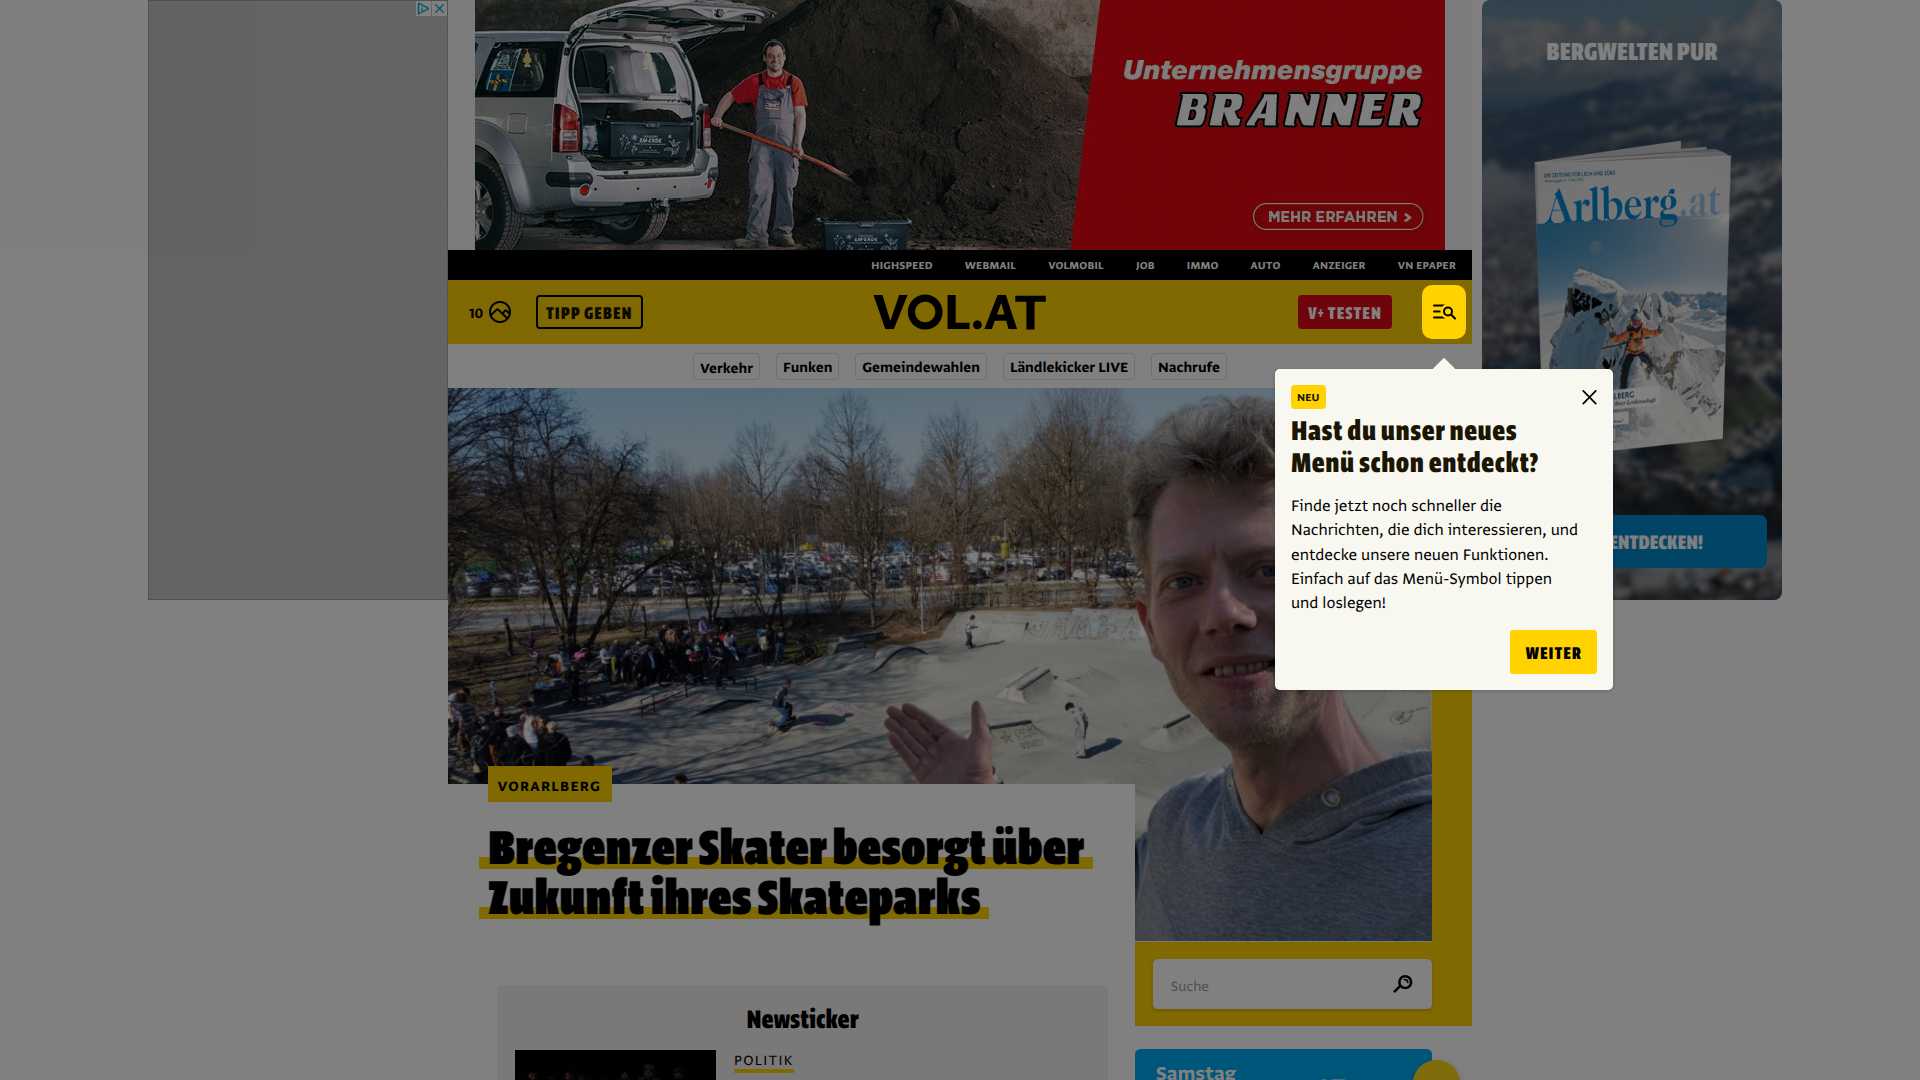 Unternehmensgruppe
BRANNER
MEHR ERFAHREN >
BERGWELTEN PUR
Arlberg.at
ENTDECKEN!
HIGHSPEED
WEBMAIL
VOLMOBIL
JOB
IMMO
AUTO
ANZEIGER
VN EPAPER
10
TIPP GEBEN
VOL.AT
V+ TESTEN
Verkehr
Funken
Gemeindewahlen
Ländlekicker LIVE
Nachrufe
NEU
Hast du unser neues
Menü schon entdeckt?
Finde jetzt noch schneller die
Nachrichten, die dich interessieren, und
entdecke unsere neuen Funktionen.
Einfach auf das Menü-Symbol tippen
und loslegen!
WEITER
VORARLBERG
Bregenzer Skater besorgt über
Zukunft ihres Skateparks
Suche
Newsticker
POLITIK
Samstag